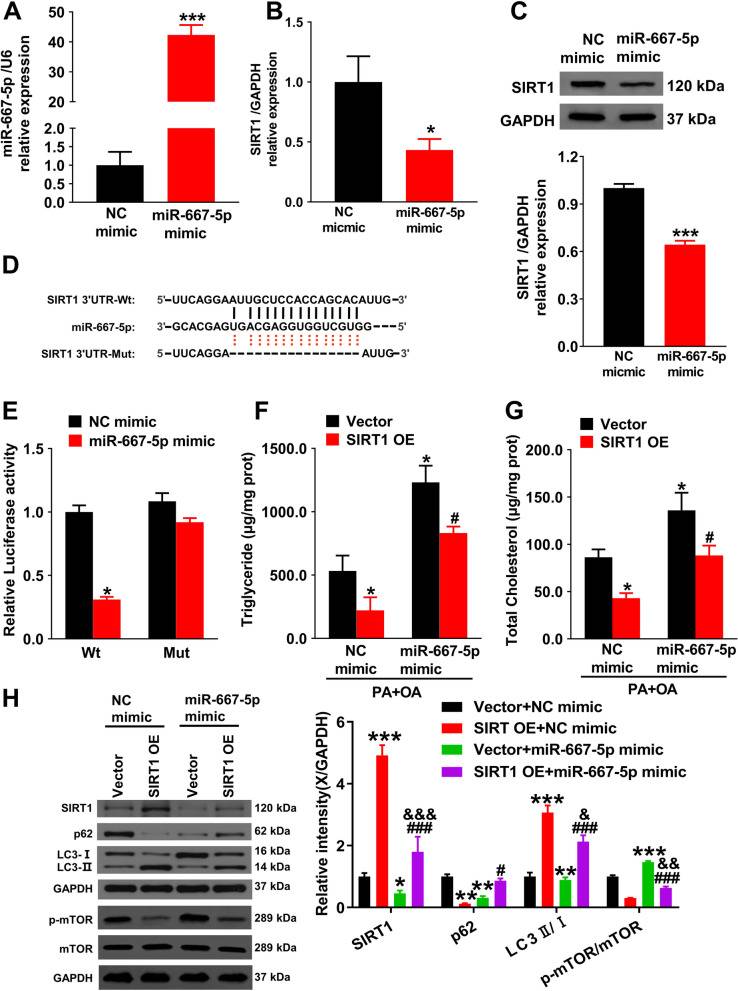 A
miR-667-5p /U6
relative expression
50
40
30
20
2.0
1.5
1.0
0.5
0.0
***
NC
mimic
miR-667-5p
mimic
B
SIRT1 /GAPDH
relative expression
1.5
1.0
0.5
0.0
*
NC
micmic
miR-667-5p
mimic
C
NC
mimic
miR-667-5p
mimic
SIRT1
120 kDa
GAPDH
37 kDa
SIRT1 /GAPDH
relative expression
1.2
0.9
0.6
0.3
0.0
***
NC
micmic
miR-667-5p
mimic
D
SIRT1 3'UTR-Wt: 5'-UUCAGGAAUUGCUCCACCAGCACAUUG-3'
miR-667-5p: 3'-GCACGAGUGACGAGGUGGUCGUGG----5'
SIRT1 3'UTR-Mut: 5-UUCAGGA----------------AUUG-3'
E
NC mimic
miR-667-5p mimic
Relative Luciferase activity
1.5
1.0
0.5
0.0
*
Wt
Mut
F
Vector
SIRT1 OE
Triglyceride (μg/mg prot)
1500.0
1000.0
500.0
0.0
*
*
#
NC
mimic
miR-667-5p
mimic
PA+OA
G
Vector
SIRT1 OE
Total Cholesterol (μg/mg prot)
200.0
150.0
100.0
50.0
0.0
*
*
#
NC
mimic
miR-667-5p
mimic
PA+OA
H
NC
mimic
miR-667-5p
mimic
Vector
SIRT1 OE
Vector
SIRT1 OE
SIRT1
120 kDa
p62
62 kDa
LC3-Ⅰ
16 kDa
LC3-Ⅱ
14 kDa
GAPDH
37 kDa
p-mTOR
289 kDa
mTOR
289 kDa
GAPDH
37 kDa
Vector+NC mimic
SIRT OE+NC mimic
Vector+miR-667-5p mimic
SIRT1 OE+miR-667-5p mimic
Relative intensity(X/GAPDH)
6
4
2
0
***
*
&&&
###
**
**
#
***
**
&
###
***
&&
###
SIRT1
p62
LC3 Ⅱ/Ⅰ
p-mTOR/mTOR